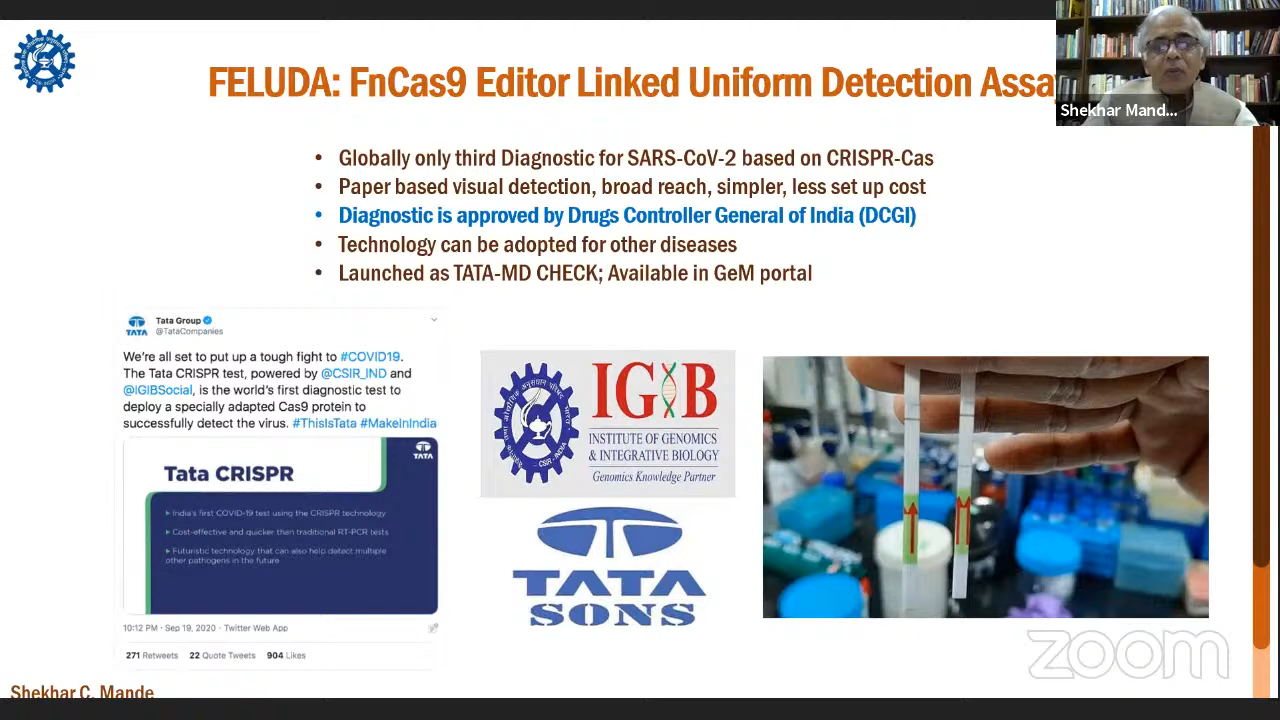 FELUDA: FnCas9 Editor Linked Uniform Detection Assa
Shekhar Mand...
• Globally only third Diagnostic for SARS-CoV-2 based on CRISPR-Cas
• Paper based visual detection, broad reach, simpler, less set up cost
• Diagnostic is approved by Drugs Controller General of India (DCGI)
• Technology can be adopted for other diseases
• Launched as TATA-MD CHECK; Available in GeM portal
TATA
Tata Group
@TataCompanies
We're all set to put up a tough fight to #COVID19.
The Tata CRISPR test, powered by @CSIR_IND and
@IGIBSocial, is the world's first diagnostic test to
deploy a specially adapted Cas9 protein to
successfully detect the virus. #ThisIsTata #MakeInIndia
TATA
Tata CRISPR
India's first COVID-19 test using the CRISPR technology
Cost-effective and quicker than traditional RT-PCR tests
Futuristic technology that can also help detect multiple
other pathogens in the future
10:12 PM · Sep 19, 2020 · Twitter Web App
271 Retweets 22 Quote Tweets 904 Likes
IGIB
INSTITUTE OF GENOMICS
& INTEGRATIVE BIOLOGY
Genomics Knowledge Partner
CSIR, INDIA
TATA
SONS
zoom
Shekhar C. Mande